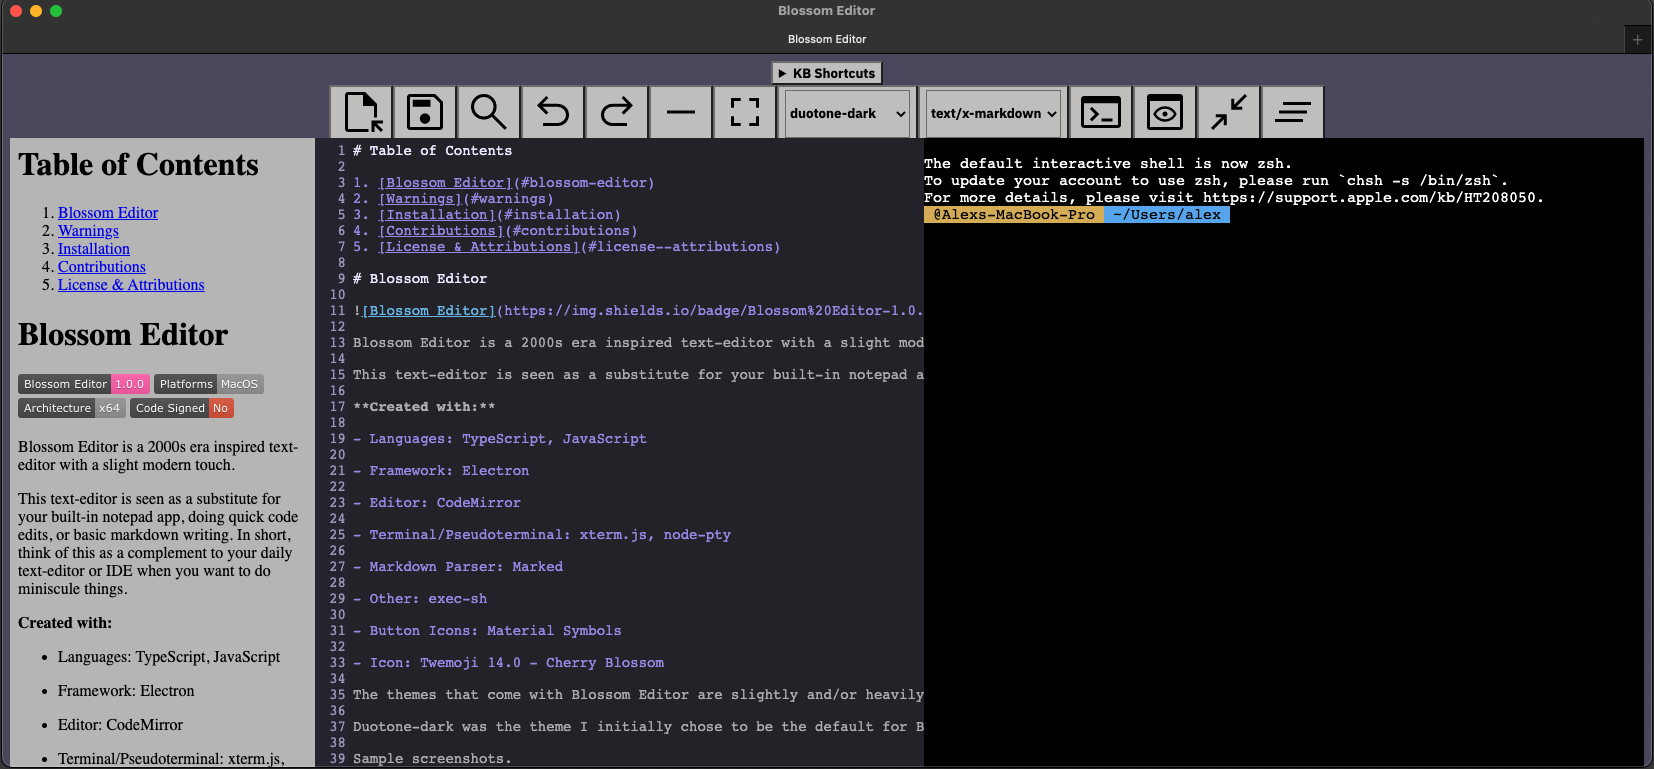 Blossom Editor
Blossom Editor
+
▶ KB Shortcuts
duotone-dark
text/x-markdown
Table of Contents
1. Blossom Editor
2. Warnings
3. Installation
4. Contributions
5. License & Attributions
Blossom Editor
Blossom Editor 1.0.0 Platforms MacOS
Architecture x64 Code Signed No
Blossom Editor is a 2000s era inspired text-
editor with a slight modern touch.
This text-editor is seen as a substitute for
your built-in notepad app, doing quick code
edits, or basic markdown writing. In short,
think of this as a complement to your daily
text-editor or IDE when you want to do
miniscule things.
Created with:
• Languages: TypeScript, JavaScript
• Framework: Electron
• Editor: CodeMirror
• Terminal/Pseudoterminal: xterm.js,
1 # Table of Contents
2
3 1. [Blossom Editor](#blossom-editor)
4 2. [Warnings](#warnings)
5 3. [Installation](#installation)
6 4. [Contributions](#contributions)
7 5. [License & Attributions](#license--attributions)
8
9 # Blossom Editor
10
11 ![Blossom Editor](https://img.shields.io/badge/Blossom%20Editor-1.0.
12
13 Blossom Editor is a 2000s era inspired text-editor with a slight mod
14
15 This text-editor is seen as a substitute for your built-in notepad a
16
17 **Created with:**
18
19 - Languages: TypeScript, JavaScript
20
21 - Framework: Electron
22
23 - Editor: CodeMirror
24
25 - Terminal/Pseudoterminal: xterm.js, node-pty
26
27 - Markdown Parser: Marked
28
29 - Other: exec-sh
30
31 - Button Icons: Material Symbols
32
33 - Icon: Twemoji 14.0 - Cherry Blossom
34
35 The themes that come with Blossom Editor are slightly and/or heavily
36
37 Duotone-dark was the theme I initially chose to be the default for B
38
39 Sample screenshots.
The default interactive shell is now zsh.
To update your account to use zsh, please run `chsh -s /bin/zsh`.
For more details, please visit https://support.apple.com/kb/HT208050.
@Alexs-MacBook-Pro ~/Users/alex